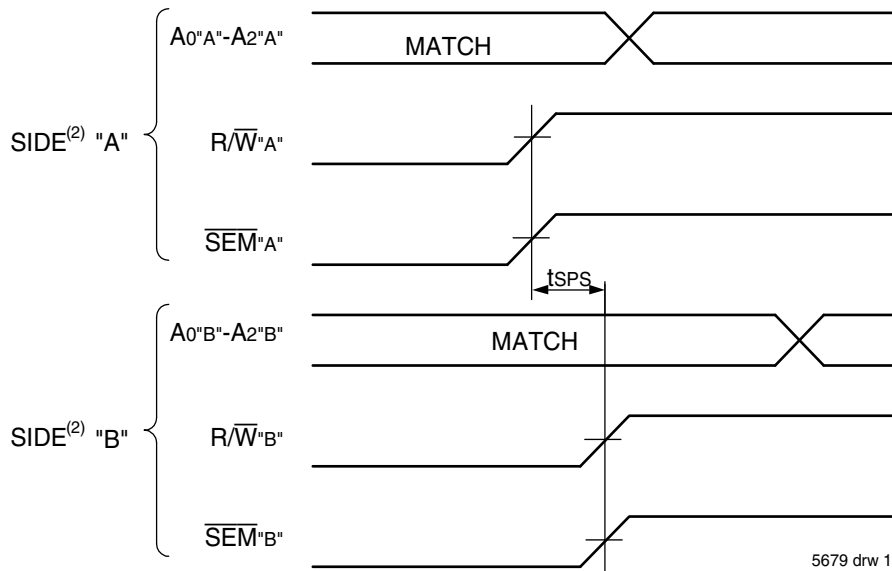 A0"A"-A2"A"
MATCH
SIDE(2) "A"
R/W"A"
SEM"A"
tSPS
A0"B"-A2"B"
MATCH
SIDE(2) "B"
R/W"B"
SEM"B"
5679 drw 1